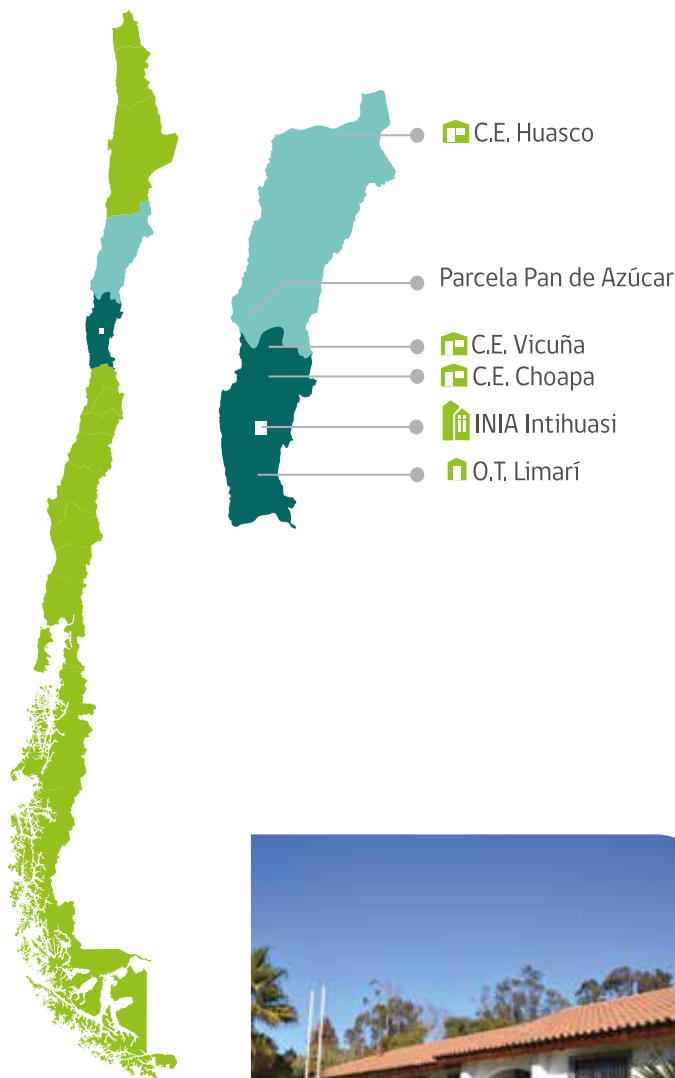 C.E. Huasco
Parcela Pan de Azúcar
C.E. Vicuña
C.E. Choapa
INIA Intihuasi
O.T. Limarí